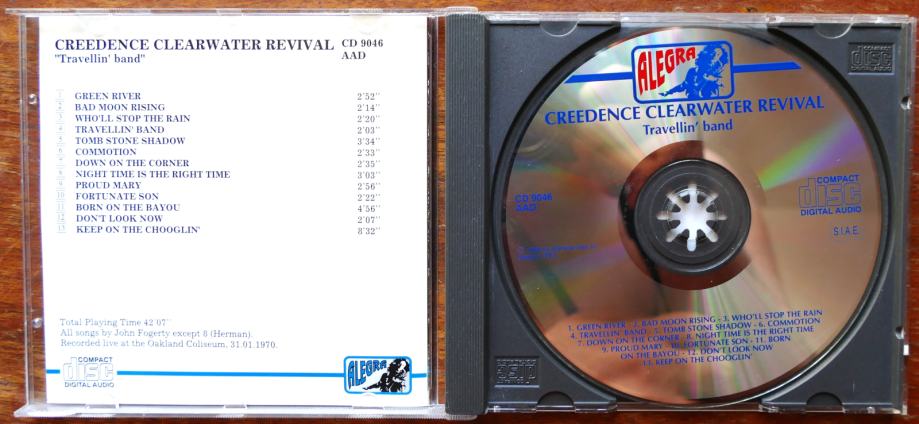 CREEDENCE CLEARWATER REVIVAL CD 9046
"Travellin' band" AAD
1 GREEN RIVER 2'52''
2 BAD MOON RISING 2'14''
3 WHO'LL STOP THE RAIN 2'20''
4 TRAVELLIN' BAND 2'03''
5 TOMB STONE SHADOW 3'34''
6 COMMOTION 2'33''
7 DOWN ON THE CORNER 2'35''
8 NIGHT TIME IS THE RIGHT TIME 3'03''
9 PROUD MARY 2'56''
10 FORTUNATE SON 2'22''
11 BORN ON THE BAYOU 4'56''
12 DON'T LOOK NOW 2'07''
13 KEEP ON THE CHOOGLIN' 8'32''
Total Playing Time 42'07''
All songs by John Fogerty except 8 (Herman).
Recorded live at the Oakland Coliseum, 31.01.1970.
COMPACT
disc
DIGITAL AUDIO
ALEGRA
ALEGRA
CREEDENCE CLEARWATER REVIVAL
Travellin' band
CD 9046
AAD
COMPACT
disc
DIGITAL AUDIO
S.I.A.E.
1. GREEN RIVER - 2. BAD MOON RISING - 3. WHO'LL STOP THE RAIN
4. TRAVELLIN' BAND - 5. TOMB STONE SHADOW - 6. COMMOTION
7. DOWN ON THE CORNER - 8. NIGHT TIME IS THE RIGHT TIME
9. PROUD MARY - 10. FORTUNATE SON - 11. BORN
ON THE BAYOU - 12. DON'T LOOK NOW
13. KEEP ON THE CHOOGLIN'
COMPACT
disc
DIGITAL AUDIO